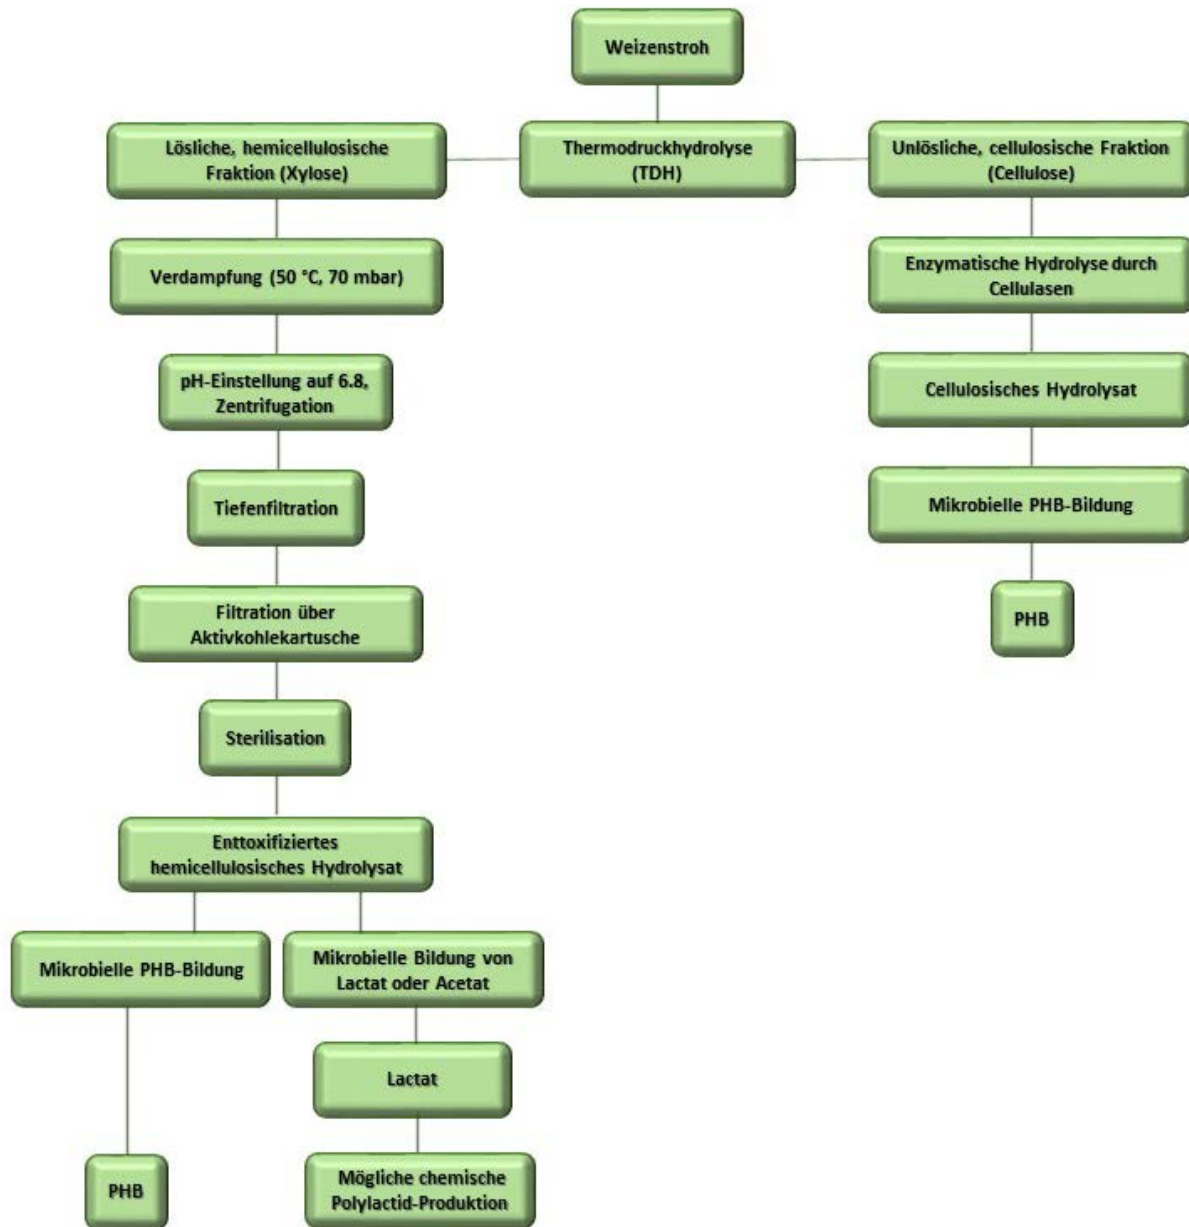 Weizenstroh
Lösliche, hemicellulosische
Fraktion (Xylose)
Thermodruckhydrolyse
(TDH)
Unlösliche, cellulosische Fraktion
(Cellulose)
Verdampfung (50 °C, 70 mbar)
Enzymatische Hydrolyse durch
Cellulasen
pH-Einstellung auf 6.8,
Zentrifugation
Cellulosisches Hydrolysat
Tiefenfiltration
Mikrobielle PHB-Bildung
Filtration über
Aktivkohlekartusche
PHB
Sterilisation
Enttoxifiziertes
hemicellulosisches Hydrolysat
Mikrobielle PHB-Bildung
Mikrobielle Bildung von
Lactat oder Acetat
Lactat
PHB
Mögliche chemische
Polylactid-Produktion